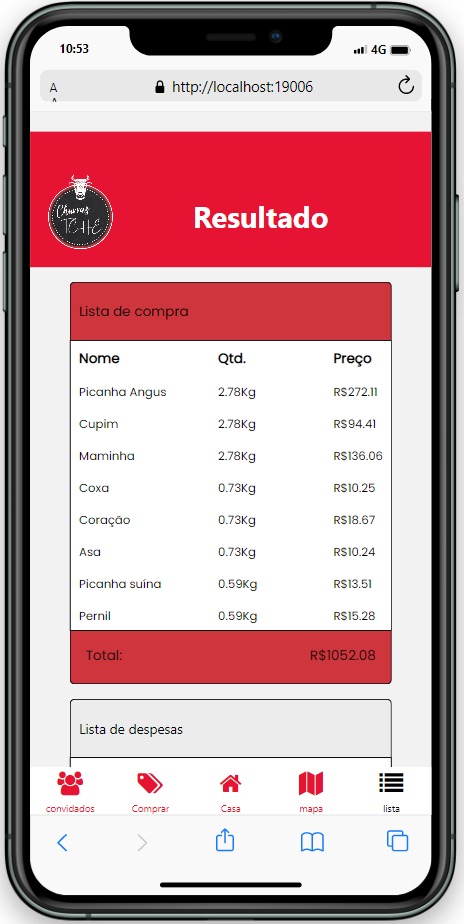 10:53
4G
A
A
http://localhost:19006
Churras
TCHÊ
Resultado
Lista de compra
Nome Qtd. Preço
Picanha Angus 2.78Kg R$272.11
Cupim 2.78Kg R$94.41
Maminha 2.78Kg R$136.06
Coxa 0.73Kg R$10.25
Coração 0.73Kg R$18.67
Asa 0.73Kg R$10.24
Picanha suína 0.59Kg R$13.51
Pernil 0.59Kg R$15.28
Total: R$1052.08
Lista de despesas
convidados Comprar Casa mapa lista